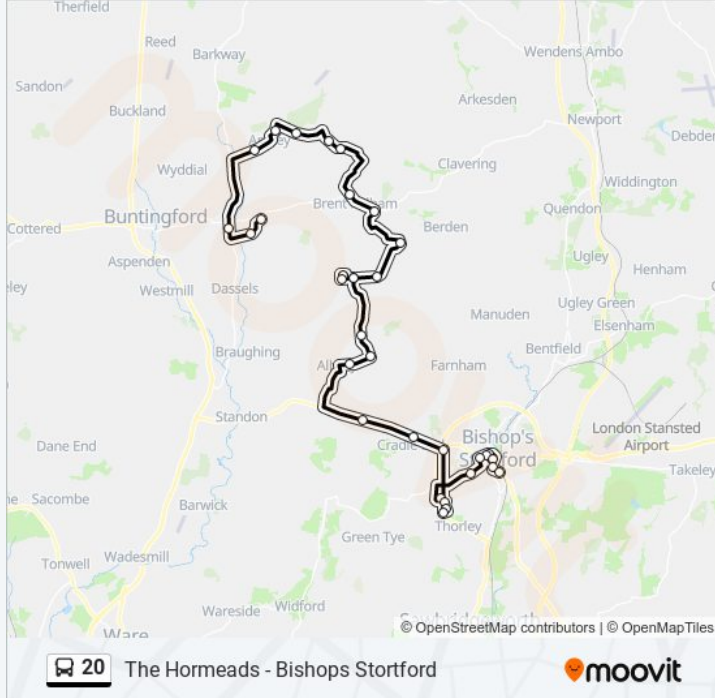 Therfield
Reed
Barkway
Wendens Ambo
Sandon
Buckland
Arkesden
Newport
Debden
Wyddial
Clavering
Widdington
Buntingford
Quendon
Cottered
Berden
Aspenden
Ugley
Henham
Westmill
Dassels
Ugley Green
Manuden
Elsenham
Braughing
Bentfield
Farnham
Standon
London Stansted
Airport
Dane End
Bishop's
Takeley
Sacombe
Barwick
Thorley
Green Tye
Tonwell
Wadesmill
Wareside
Widford
Ware
© OpenStreetMap contributors | © OpenMapTiles
20
The Hormeads - Bishops Stortford
moovit